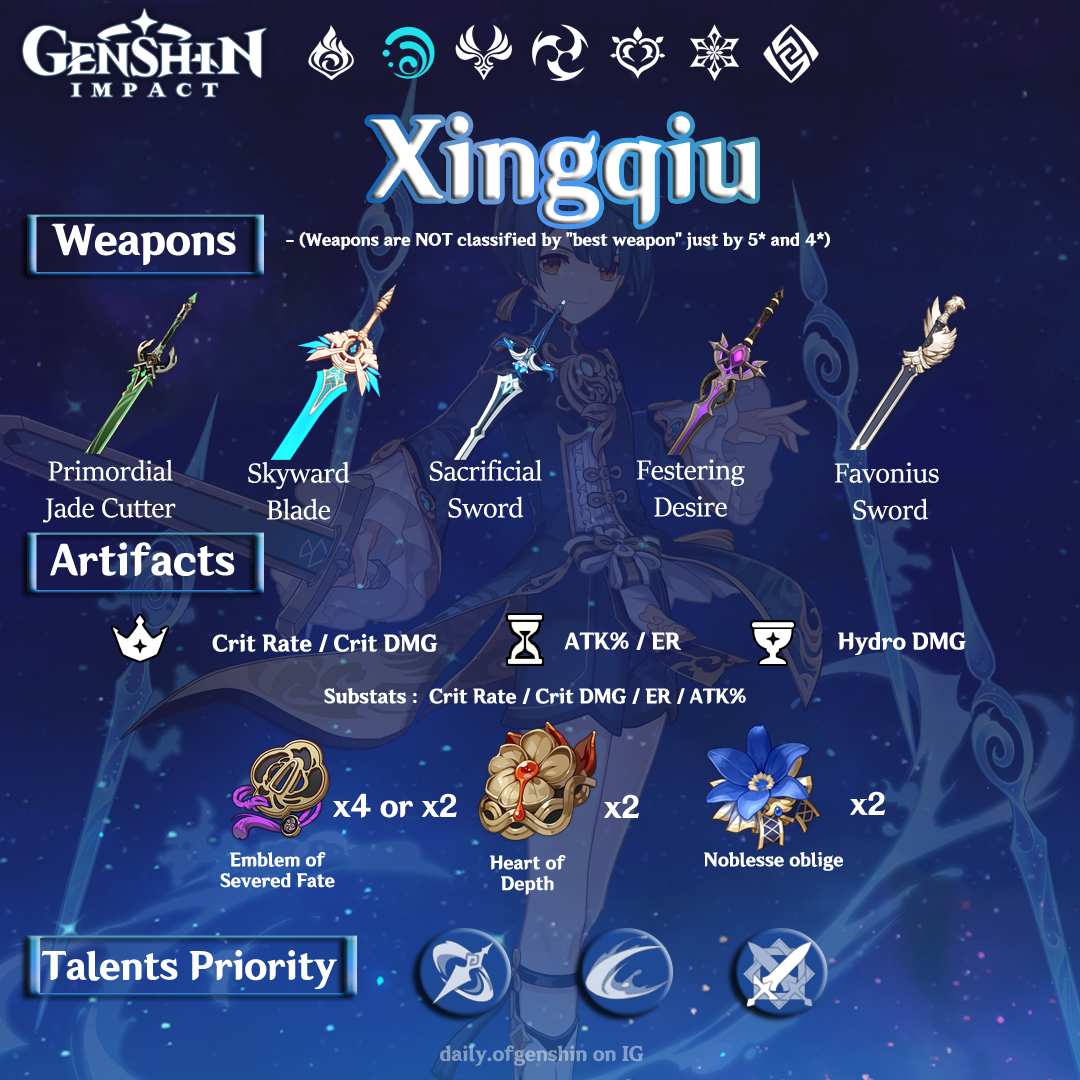 GENSHIN
IMPACT
Xingqiu
Weapons
- (Weapons are NOT classified by "best weapon" just by 5* and 4*)
Primordial
Jade Cutter
Skyward
Blade
Sacrificial
Sword
Festering
Desire
Favonius
Sword
Artifacts
Crit Rate / Crit DMG
ATK% / ER
Hydro DMG
Substats : Crit Rate / Crit DMG / ER / ATK%
x4 or x2
x2
x2
Emblem of
Severed Fate
Heart of
Depth
Noblesse oblige
Talents Priority
daily.ofgenshin on IG